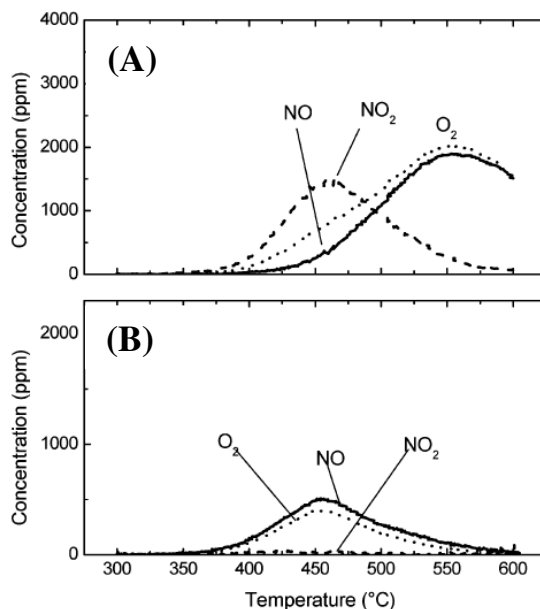 4000
(A)
3000
NO
NO₂
O₂
2000
1000
0
Concentration (ppm)
(B)
2000
1000
O₂
NO
NO₂
0
Concentration (ppm)
300 350 400 450 500 550 600
Temperature (°C)